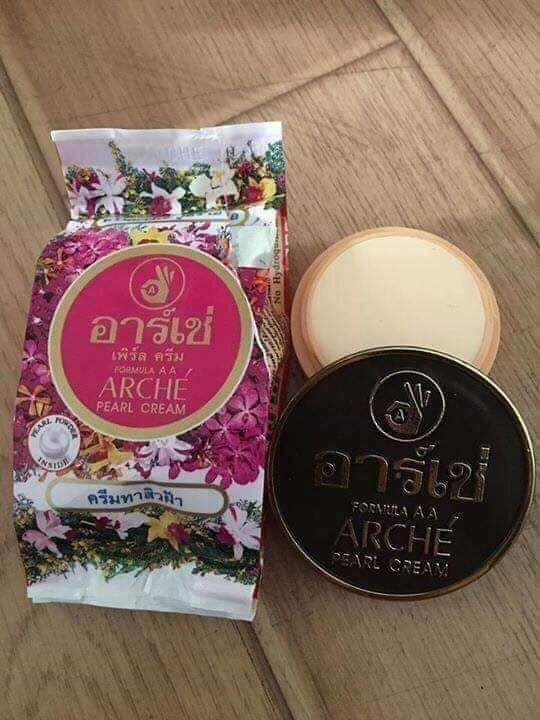 No Hydroqui
A
อาร์เช่
เพิร์ล ครีม
FORMULA A A
ARCHÉ
PEARL CREAM
PEARL POWDER
INSIDE
ครีมทาสิวฝ้า
A
อาร์เช่
FORMULA A A
ARCHÉ
PEARL CREAM